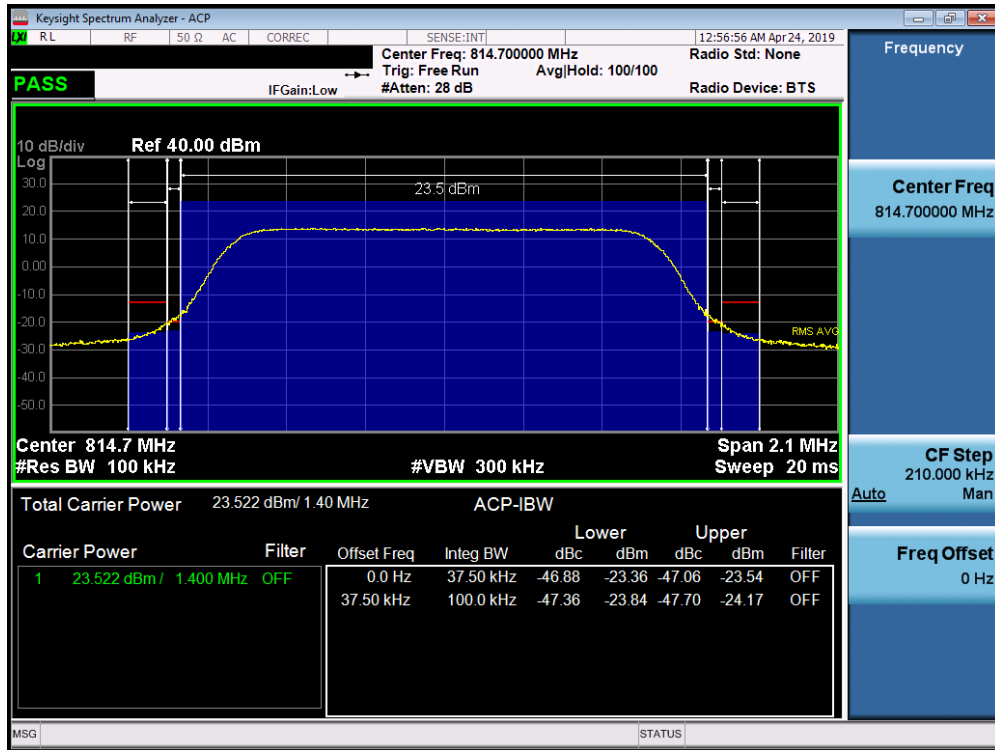 Keysight Spectrum Analyzer - ACP
LXI RL RF 50 Ω AC CORREC SENSE:INT 12:56:56 AM Apr 24, 2019
Center Freq: 814.700000 MHz Radio Std: None
Trig: Free Run Avg|Hold: 100/100
PASS IFGain:Low #Atten: 28 dB Radio Device: BTS
10 dB/div Ref 40.00 dBm
Log
30.0
23.5 dBm
20.0
10.0
0.00
-10.0
-20.0
RMS AVG
-30.0
-40.0
-50.0
Center 814.7 MHz Span 2.1 MHz
#Res BW 100 kHz #VBW 300 kHz Sweep 20 ms
Total Carrier Power 23.522 dBm/ 1.40 MHz ACP-IBW
Lower Upper
Carrier Power Filter Offset Freq Integ BW dBc dBm dBc dBm Filter
1 23.522 dBm / 1.400 MHz OFF 0.0 Hz 37.50 kHz -46.88 -23.36 -47.06 -23.54 OFF
37.50 kHz 100.0 kHz -47.36 -23.84 -47.70 -24.17 OFF
MSG STATUS
Frequency
Center Freq
814.700000 MHz
CF Step
210.000 kHz
Auto Man
Freq Offset
0 Hz